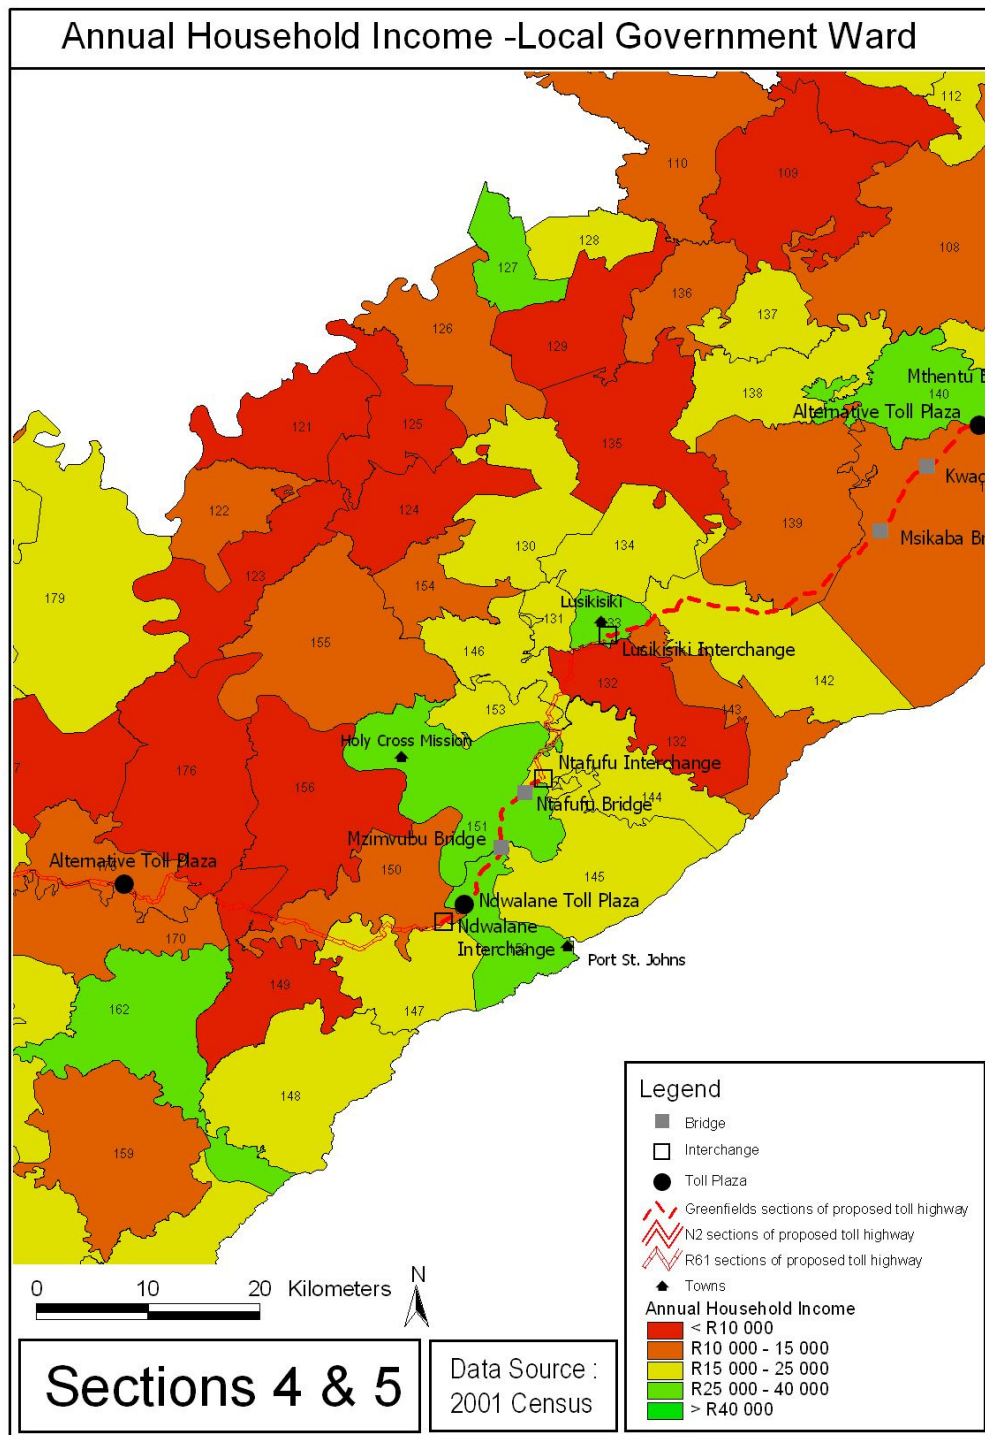 Annual Household Income -Local Government Ward
112
110
109
108
128
127
136
137
126
129
Mthentu
138
140
Alternative Toll Plaza
121
125
135
122
124
139
Msikaba
130
134
123
154
179
Lusikisiki
131
133
155
Lusikisiki Interchange
146
132
142
153
143
Holy Cross Mission
132
176
156
Ntafufu Interchange
144
Ntafufu Bridge
151
Mzimvubu Bridge
Alternative Toll Plaza
150
145
Ndwalane Toll Plaza
170
Ndwalane
Interchange
Port St. Johns
149
162
147
148
159
Legend
Bridge
Interchange
Toll Plaza
Greenfields sections of proposed toll highway
N2 sections of proposed toll highway
R61 sections of proposed toll highway
Towns
Annual Household Income
< R10 000
R10 000 - 15 000
R15 000 - 25 000
R25 000 - 40 000
> R40 000
0 10 20 Kilometers
N
Sections 4 & 5
Data Source :
2001 Census